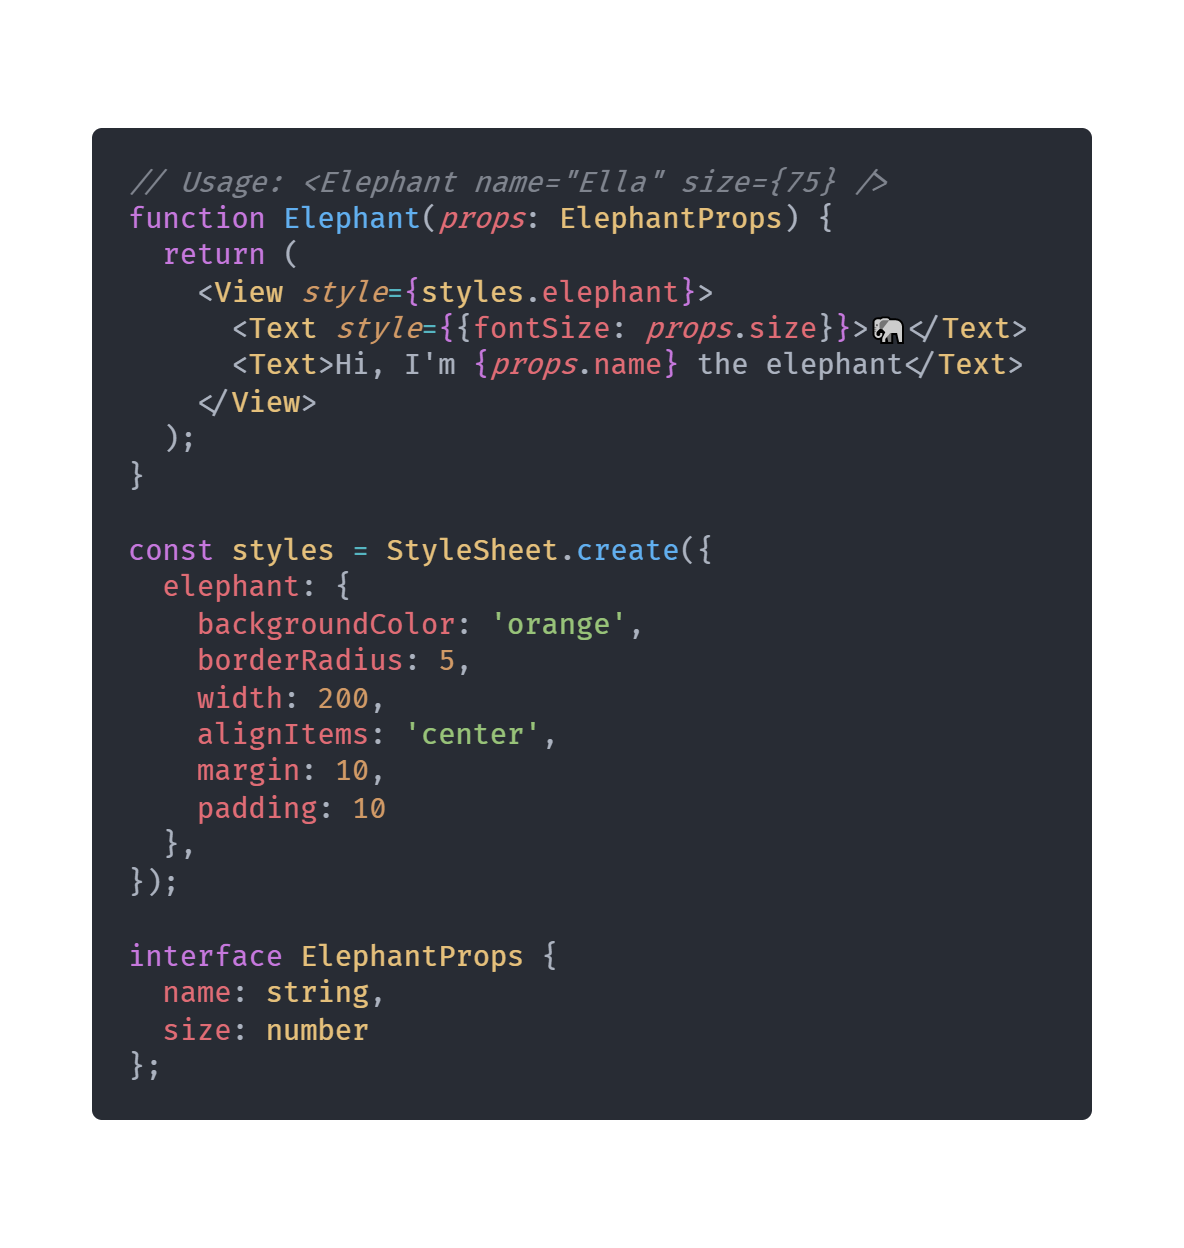 // Usage: <Elephant name="Ella" size={75} />
function Elephant(props: ElephantProps) {
  return (
    <View style={styles.elephant}>
      <Text style={{fontSize: props.size}}>🐘</Text>
      <Text>Hi, I'm {props.name} the elephant</Text>
    </View>
  );
}

const styles = StyleSheet.create({
  elephant: {
    backgroundColor: 'orange',
    borderRadius: 5,
    width: 200,
    alignItems: 'center',
    margin: 10,
    padding: 10
  },
});

interface ElephantProps {
  name: string,
  size: number
};